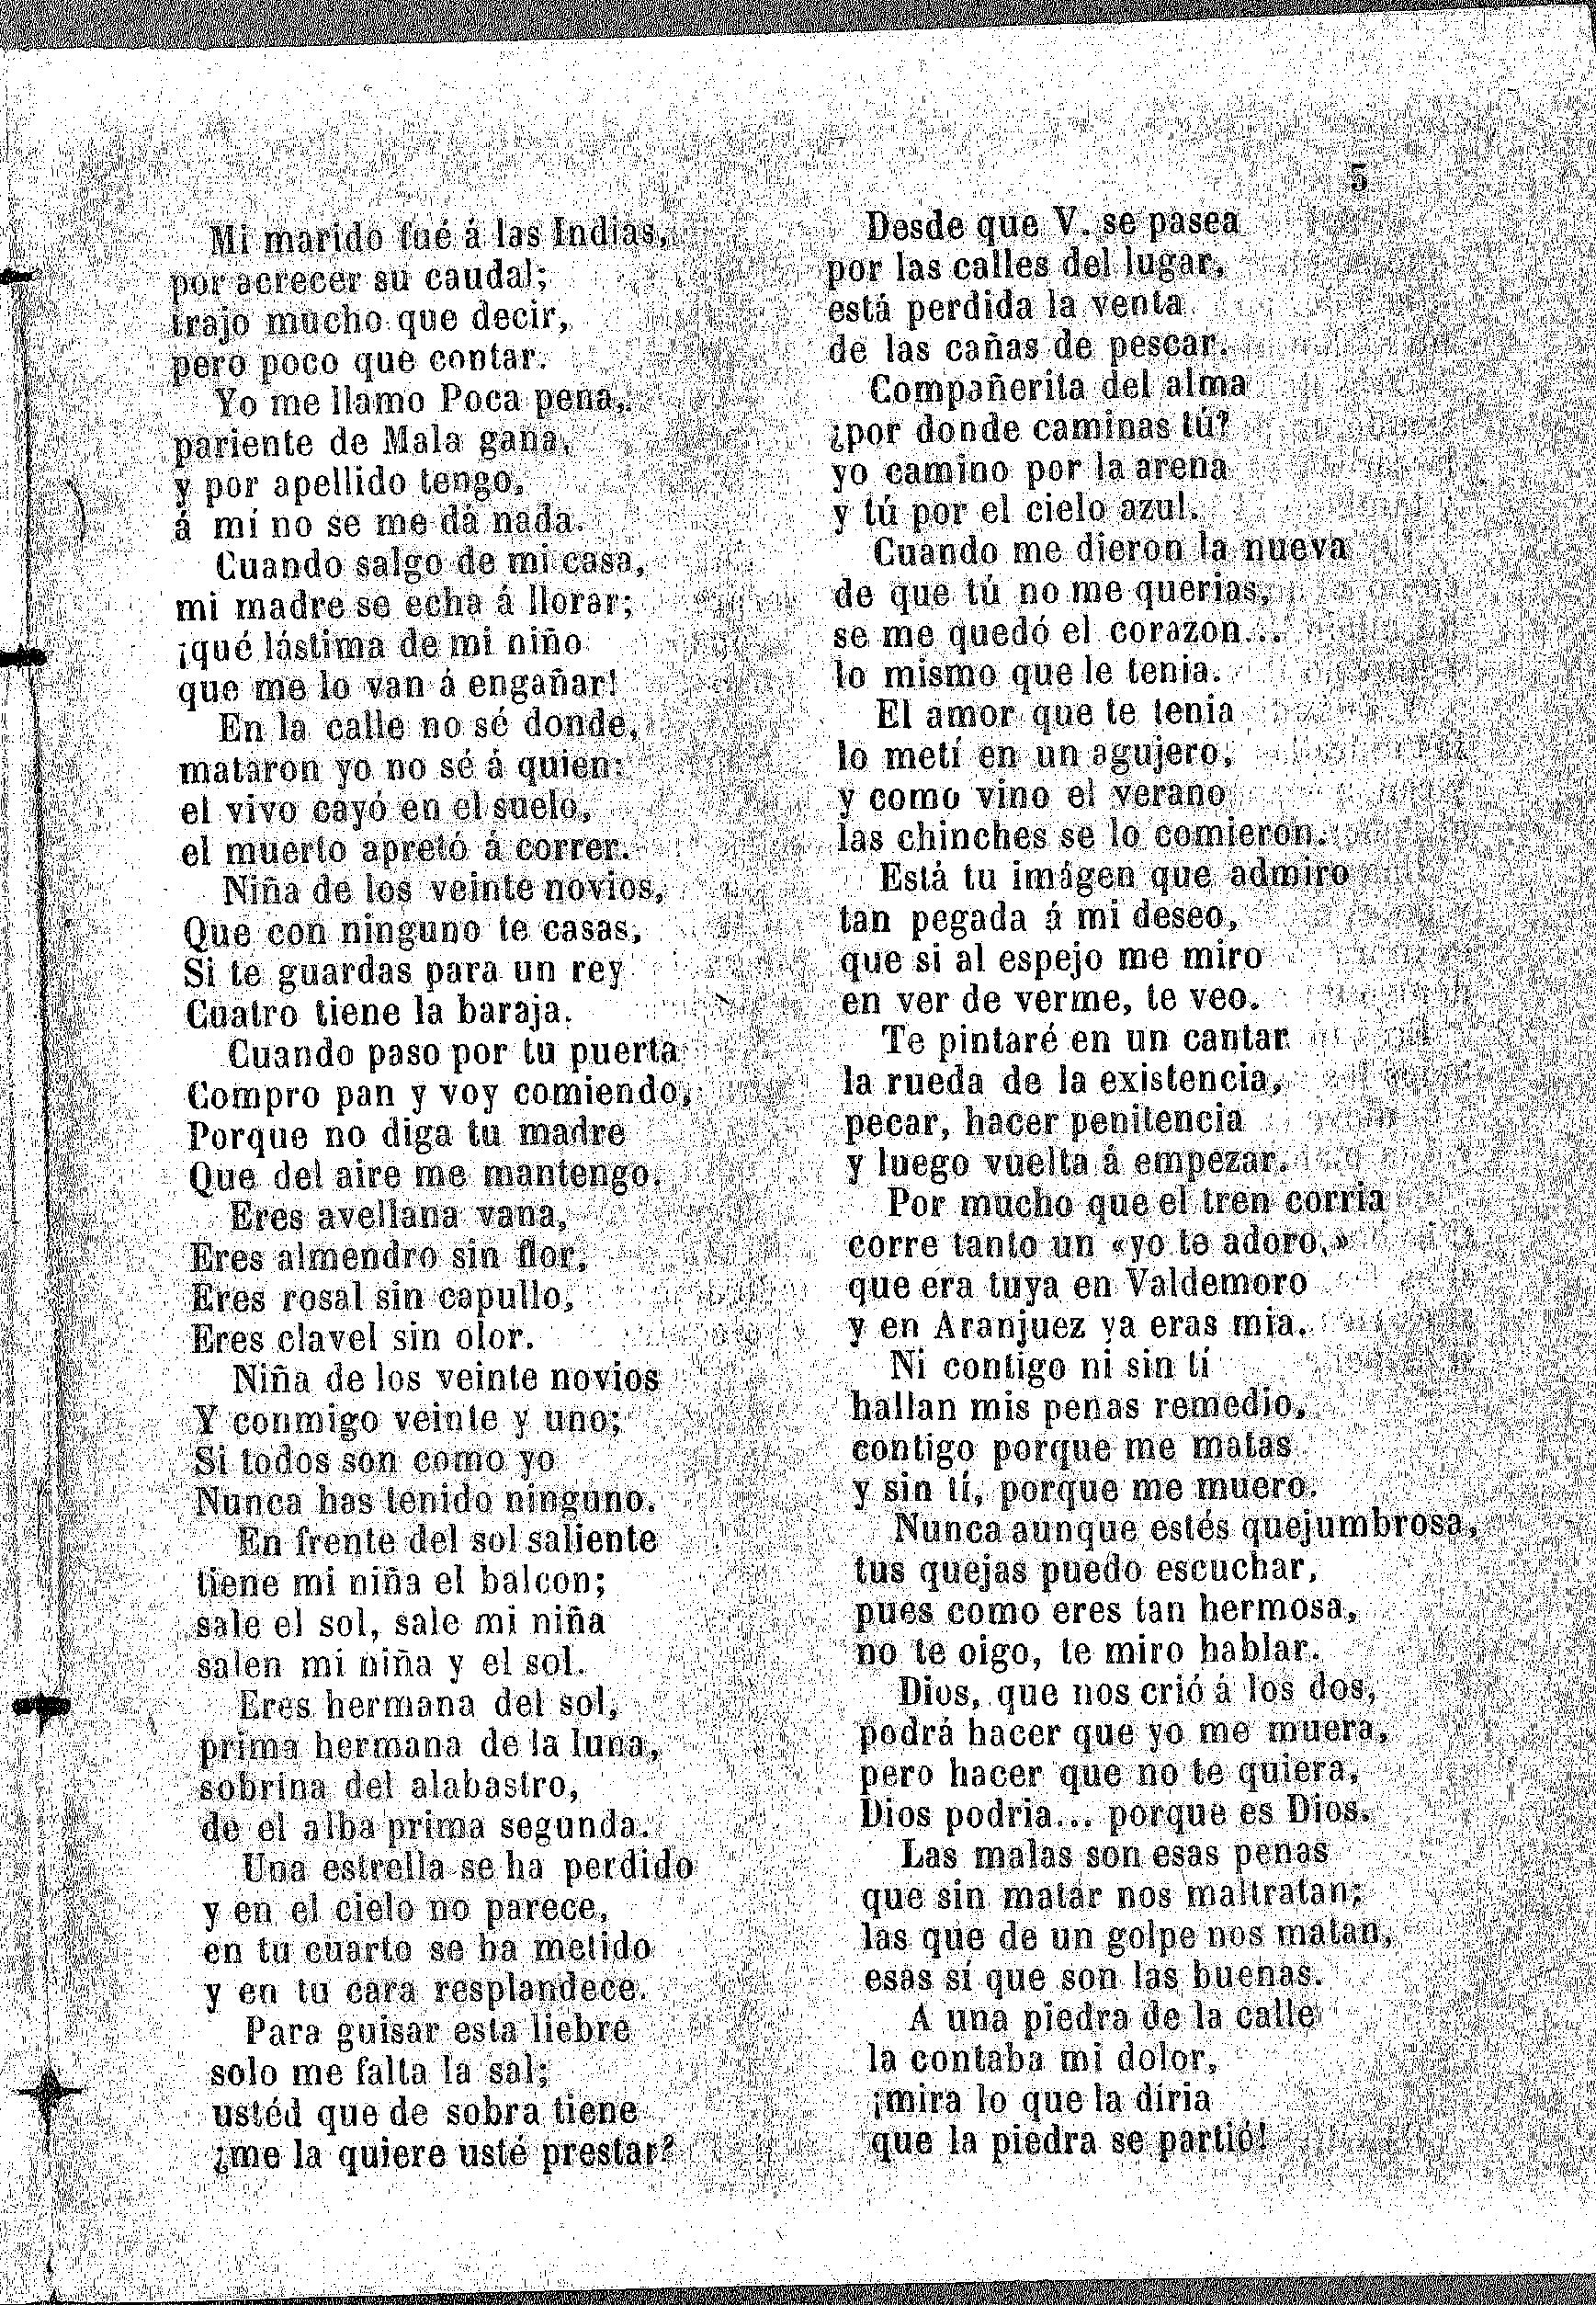 5
Mi marido fué á las Indias,
por acrecer su caudal;
trajo mucho que decir,
pero poco que contar.
Yo me llamo Poca pena,
pariente de Mala gana,
y por apellido tengo,
á mí no se me dá nada.
Cuando salgo de mi casa,
mi madre se echa á llorar;
¡qué lástima de mi niño
que me lo van á engañar!
En la calle no sé donde,
mataron yo no sé á quien:
el vivo cayó en el suelo,
el muerto apretó á correr.
Niña de los veinte novios,
Que con ninguno te casas,
Si te guardas para un rey
Cuatro tiene la baraja.
Cuando paso por tu puerta
Compro pan y voy comiendo,
Porque no diga tu madre
Que del aire me mantengo.
Eres avellana vana,
Eres almendro sin flor,
Eres rosal sin capullo,
Eres clavel sin olor.
Niña de los veinte novios
Y conmigo veinte y uno;
Si todos son como yo
Nunca has tenido ninguno.
En frente del sol saliente
tiene mi niña el balcon;
sale el sol, sale mi niña
salen mi niña y el sol.
Eres hermana del sol,
prima hermana de la luna,
sobrina del alabastro,
de el alba prima segunda.
Una estrella se ha perdido
y en el cielo no parece,
en tu cuarto se ha metido
y en tu cara resplandece.
Para guisar esta liebre
solo me falta la sal;
ustéd que de sobra tiene
¿me la quiere usté prestar?
Desde que V. se pasea
por las calles del lugar,
está perdida la venta
de las cañas de pescar.
Compañerita del alma
¿por donde caminas tú?
yo camino por la arena
y tú por el cielo azul.
Cuando me dieron la nueva
de que tú no me querias,
se me quedó el corazon...
lo mismo que le tenia.
El amor que te tenia
lo metí en un agujero,
y como vino el verano
las chinches se lo comieron.
Está tu imágen que admiro
tan pegada á mi deseo,
que si al espejo me miro
en ver de verme, te veo.
Te pintaré en un cantar
la rueda de la existencia,
pecar, hacer penitencia
y luego vuelta á empezar.
Por mucho que el tren corria
corre tanto un «yo te adoro,»
que era tuya en Valdemoro
y en Aranjuez ya eras mia.
Ni contigo ni sin tí
hallan mis penas remedio,
contigo porque me matas
y sin tí, porque me muero.
Nunca aunque estés quejumbrosa,
tus quejas puedo escuchar,
pues como eres tan hermosa,
no te oigo, te miro hablar.
Dios, que nos crió á los dos,
podrá hacer que yo me muera,
pero hacer que no te quiera,
Dios podria... porque es Dios.
Las malas son esas penas
que sin matar nos maltratan;
las que de un golpe nos matan,
esas sí que son las buenas.
A una piedra de la calle
la contaba mi dolor,
¡mira lo que la diria
que la piedra se partió!